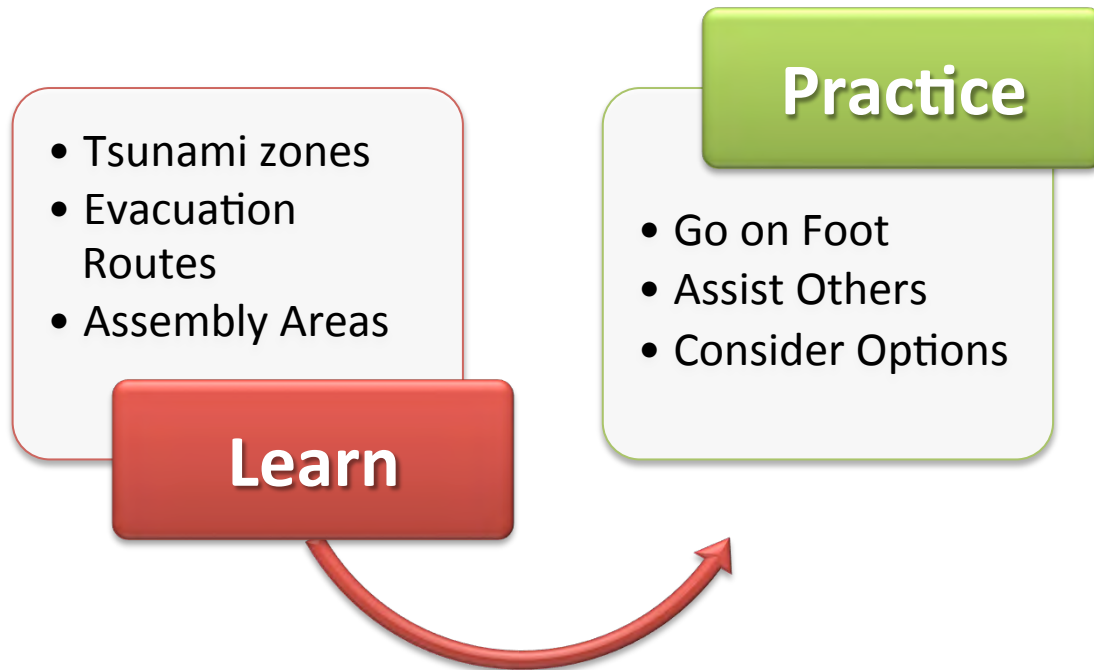 • Tsunami zones
• Evacuation
Routes
• Assembly Areas
Learn
Practice
• Go on Foot
• Assist Others
• Consider Options